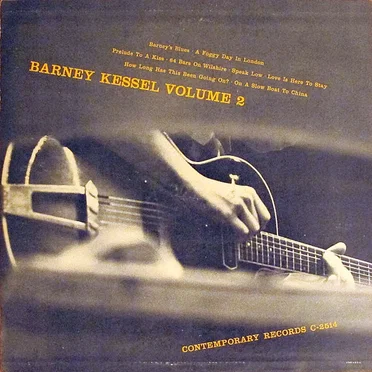 Barney's Blues · A Foggy Day In London
Prelude To A Kiss · 64 Bars On Wilshire · Speak Low · Love Is Here To Stay
How Long Has This Been Going On? · On A Slow Boat To China
BARNEY KESSEL VOLUME 2
CONTEMPORARY RECORDS C-2514